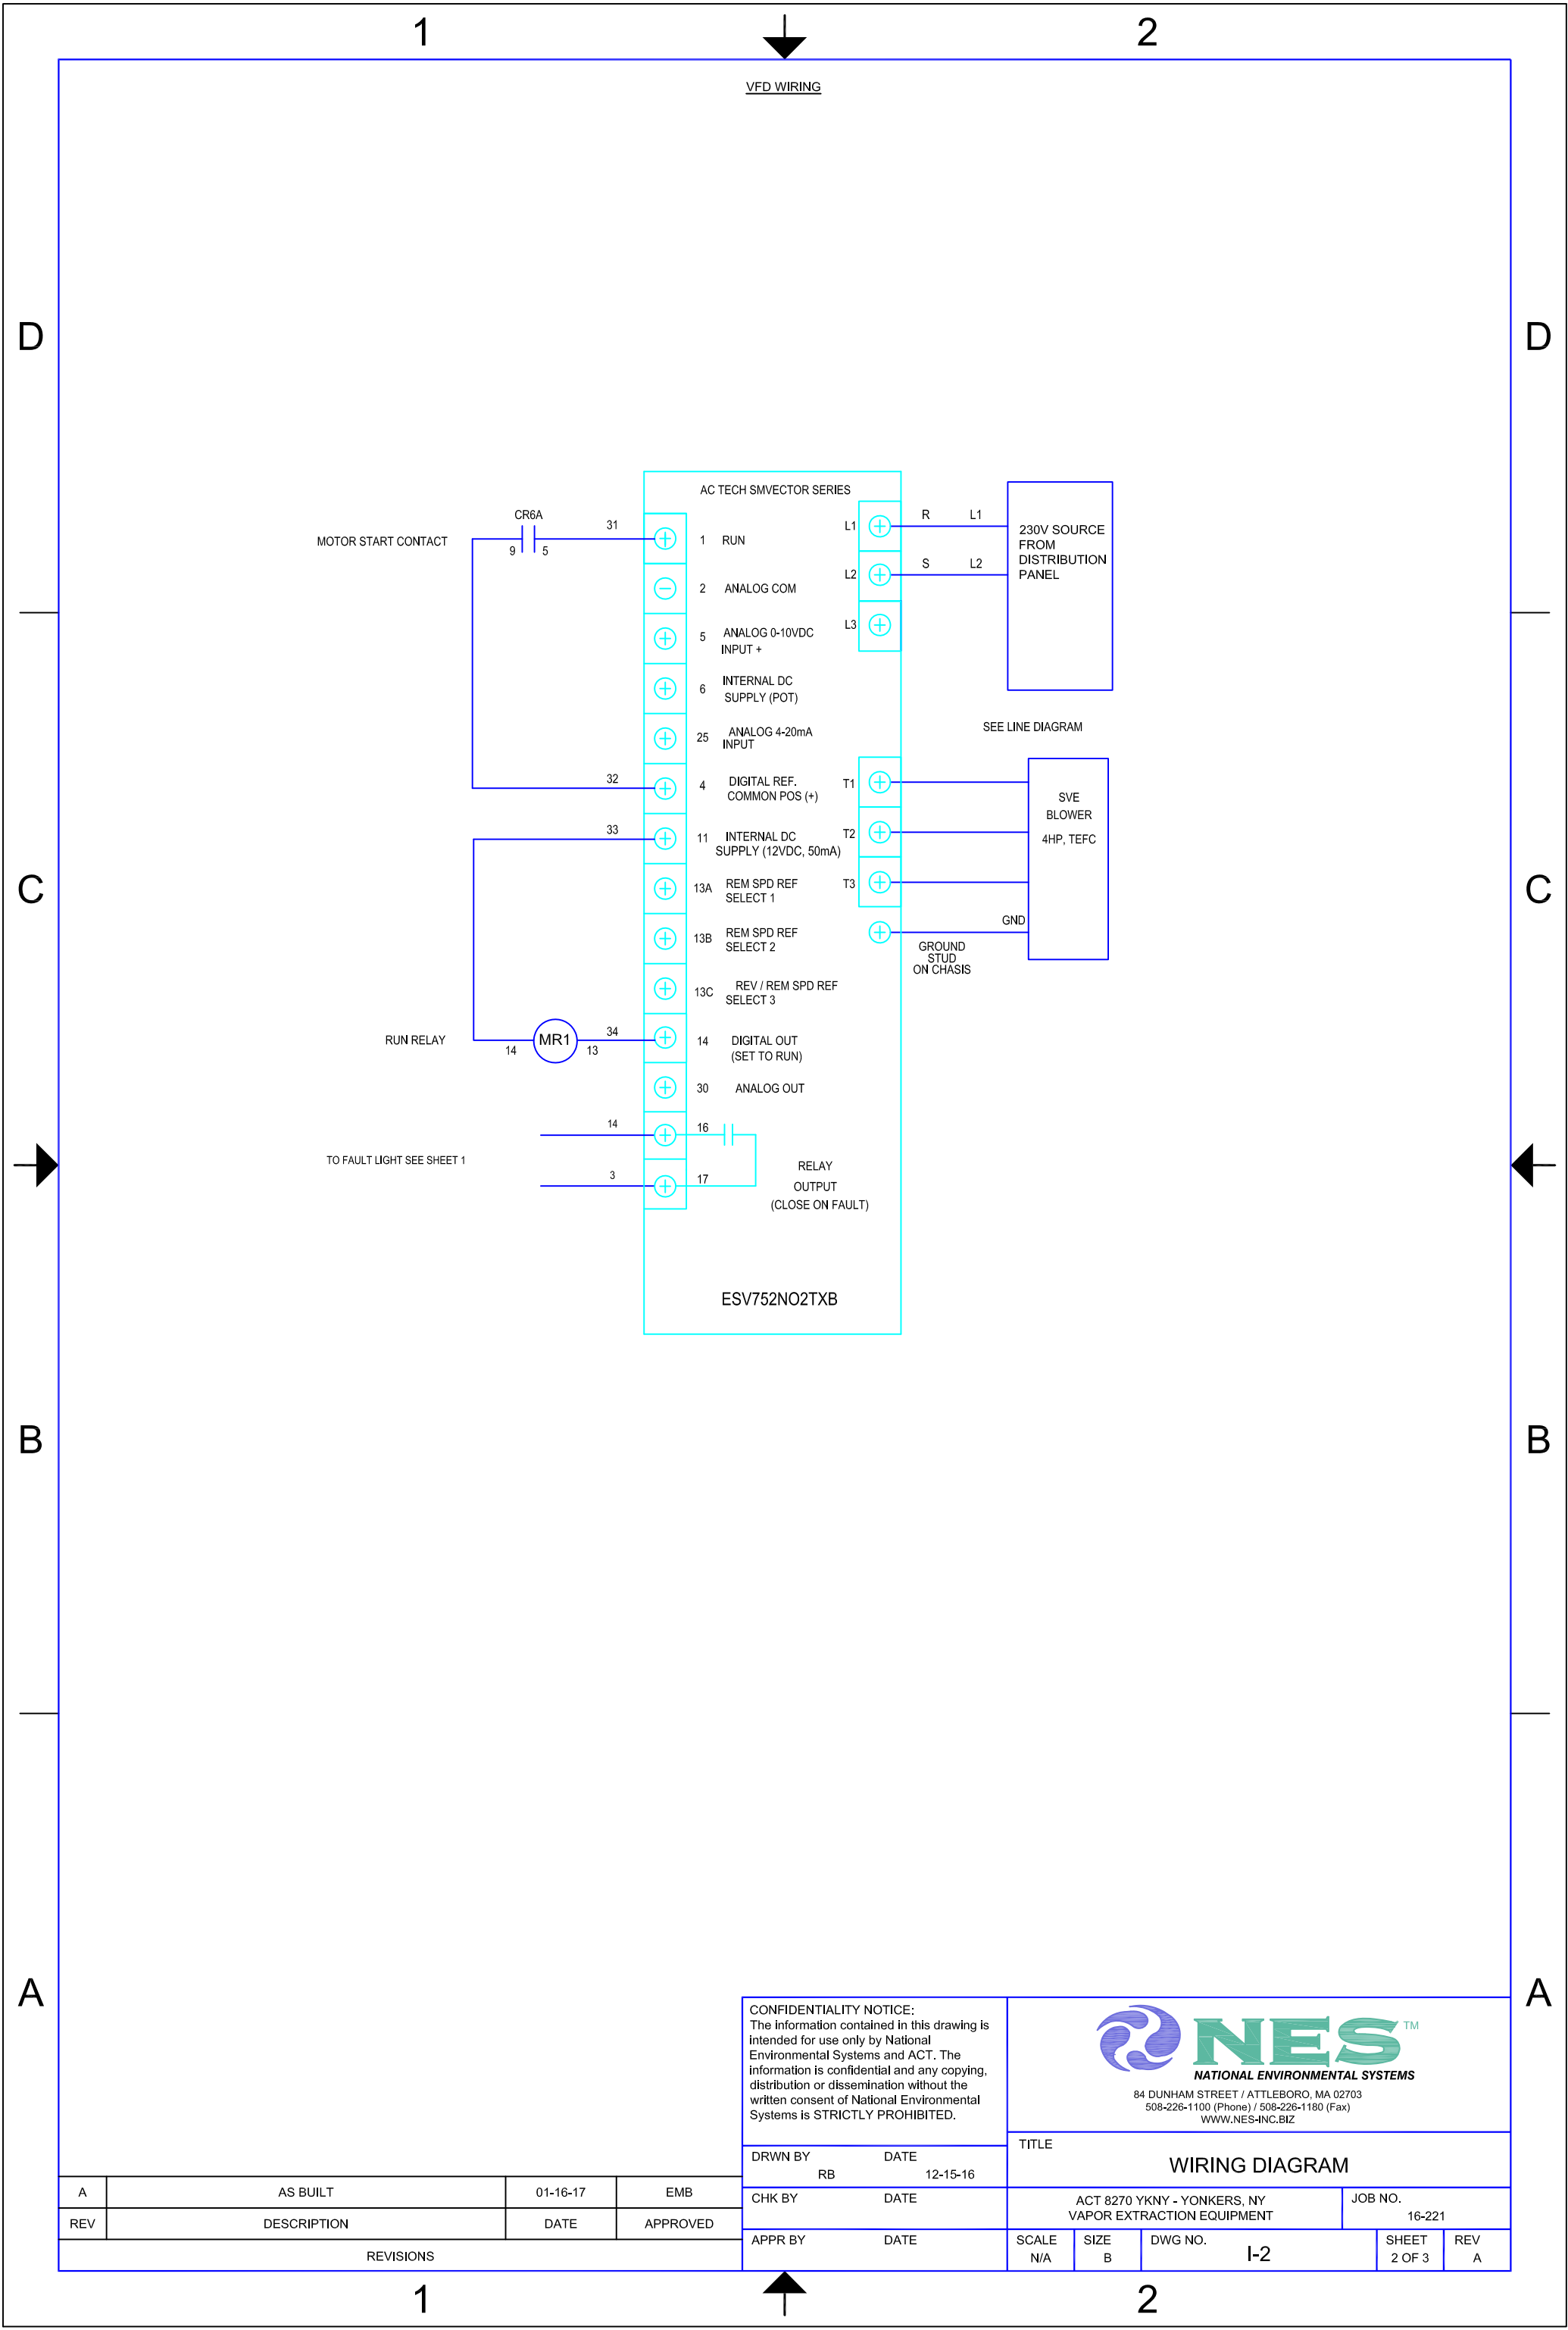 1
2
VFD WIRING
D
D
AC TECH SMVECTOR SERIES
CR6A
31
MOTOR START CONTACT
9
5
1 RUN
L1
R L1
230V SOURCE
FROM
DISTRIBUTION
PANEL
2 ANALOG COM
L2
S L2
5 ANALOG 0-10VDC
INPUT +
L3
6 INTERNAL DC
SUPPLY (POT)
25 ANALOG 4-20mA
INPUT
SEE LINE DIAGRAM
32
4 DIGITAL REF.
COMMON POS (+)
T1
SVE
BLOWER
4HP, TEFC
33
11 INTERNAL DC
SUPPLY (12VDC, 50mA)
T2
C
C
13A REM SPD REF
SELECT 1
T3
13B REM SPD REF
SELECT 2
GND
GROUND
STUD
ON CHASIS
13C REV / REM SPD REF
SELECT 3
RUN RELAY
14
MR1
13
34
14 DIGITAL OUT
(SET TO RUN)
30 ANALOG OUT
14
16
TO FAULT LIGHT SEE SHEET 1
3
17
RELAY
OUTPUT
(CLOSE ON FAULT)
ESV752NO2TXB
B
B
A
A
CONFIDENTIALITY NOTICE:
The information contained in this drawing is
intended for use only by National
Environmental Systems and ACT. The
information is confidential and any copying,
distribution or dissemination without the
written consent of National Environmental
Systems is STRICTLY PROHIBITED.
NES TM
NATIONAL ENVIRONMENTAL SYSTEMS
84 DUNHAM STREET / ATTLEBORO, MA 02703
508-226-1100 (Phone) / 508-226-1180 (Fax)
WWW.NES-INC.BIZ
DRWN BY DATE
RB 12-15-16
TITLE
WIRING DIAGRAM
A AS BUILT 01-16-17 EMB
REV DESCRIPTION DATE APPROVED
REVISIONS
CHK BY DATE
ACT 8270 YKNY - YONKERS, NY
VAPOR EXTRACTION EQUIPMENT
JOB NO.
16-221
APPR BY DATE
SCALE
N/A
SIZE
B
DWG NO.
I-2
SHEET
2 OF 3
REV
A
1
2